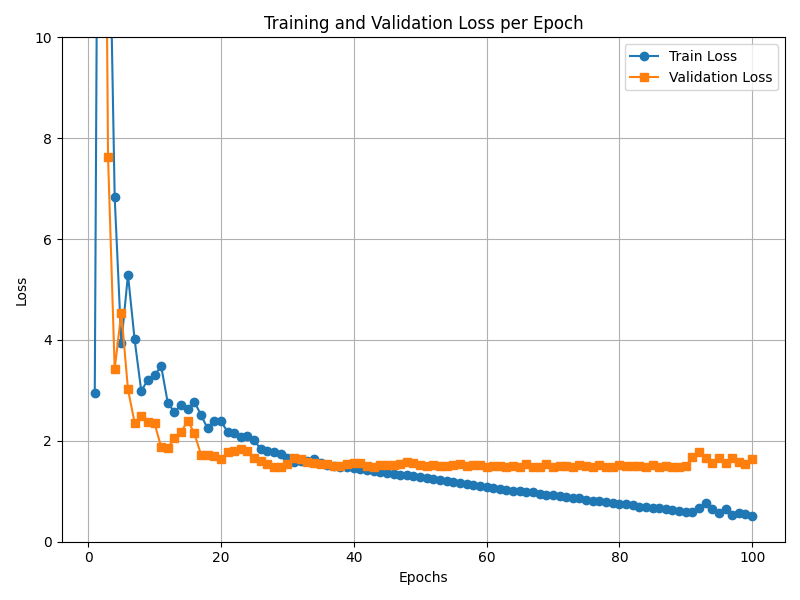 Training and Validation Loss per Epoch
Train Loss
Validation Loss
10
8
6
4
2
0
Loss
0 20 40 60 80 100
Epochs